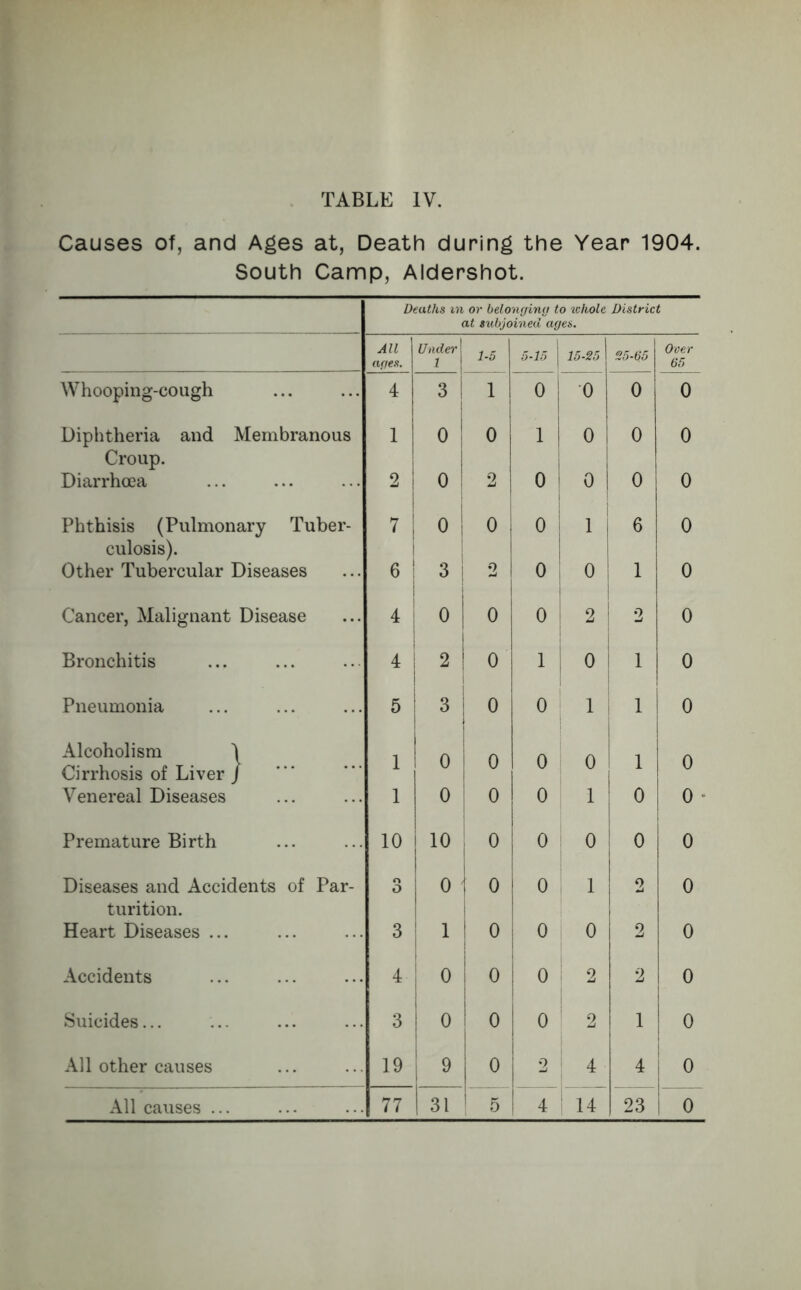 TABLE IV.
Causes of, and Ages at, Death during the Year 1904.
South Camp, Aldershot.
Deaths in or belonging to whole District
at subjoined ages.
All ages. Under 1 1-5 5-15 15-25 25-65 Over 65
Whooping-cough ... ... 4 3 1 0 0 0 0
Diphtheria and Membranous 1 0 0 1 0 0 0
Croup.
Diarrhœa ... ... ... 2 0 2 0 0 0 0
Phthisis (Pulmonary Tuber- 7 0 0 0 1 6 0
culosis).
Other Tubercular Diseases ... 6 3 2 0 0 1 0
Cancer, Malignant Disease ... 4 0 0 0 2 2 0
Bronchitis ... ... ... 4 2 0 1 0 1 0
Pneumonia ... ... ... 5 3 0 0 1 1 0
Alcoholism }
Cirrhosis of Liver } ... ... 1 0 0 0 0 1 0
Venereal Diseases ... ... 1 0 0 0 1 0 0
Premature Birth ... ... 10 10 0 0 0 0 0
Diseases and Accidents of Par- 3 0 0 0 1 2 0
turition.
Heart Diseases ... ... ... 3 1 0 0 0 2 0
Accidents ... ... ... 4 0 0 0 2 2 0
Suicides... ... ... ... 3 0 0 0 2 1 0
All other causes ... ... 19 9 0 2 4 4 0
All causes ... ... ... 77 31 5 4 14 23 0